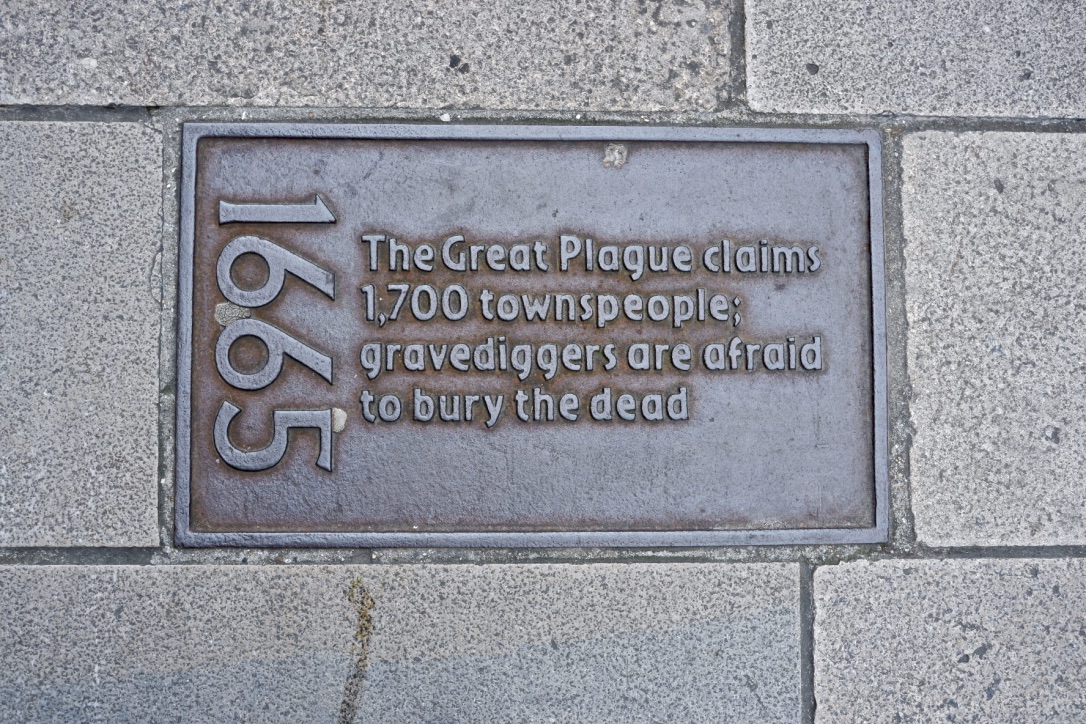 1665
The Great Plague claims
1,700 townspeople;
gravediggers are afraid
to bury the dead